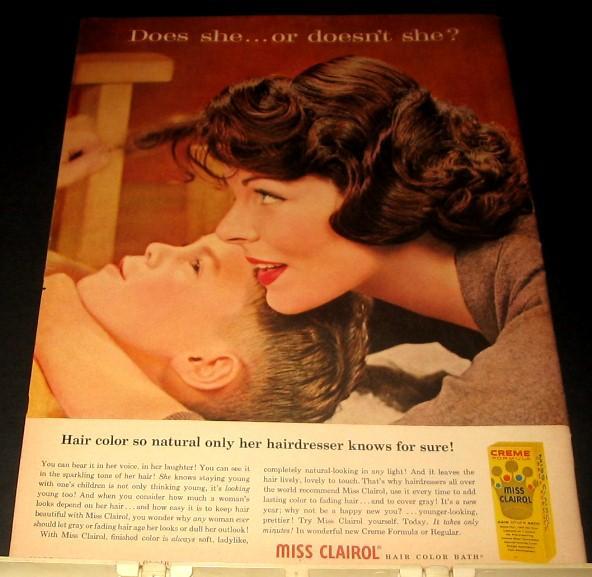 Does she...or doesn't she?
Hair color so natural only her hairdresser knows for sure!
You can hear it in her voice, in her laughter! You can see it
in the sparkling tone of her hair! She knows staying young
with one's children is not only thinking young, it's looking
young too! And when you consider how much a woman's
looks depend on her hair...and how easy it is to keep hair
beautiful with Miss Clairol, you wonder why any woman ever
should let gray or fading hair age her looks or dull her outlook!
With Miss Clairol, finished color is always soft, ladylike,
completely natural-looking in any light! And it leaves the
hair lively, lovely to touch. That's why hairdressers all over
the world recommend Miss Clairol, use it every time to add
lasting color to fading hair...and to cover gray! It's a new
year; why not be a happy new you? ...younger-looking,
prettier! Try Miss Clairol yourself. Today. It takes only
minutes! In wonderful new Creme Formula or Regular.
MISS CLAIROL® HAIR COLOR BATH®
CREME
FORMULA
MISS
CLAIROL
HAIR COLOR BATH